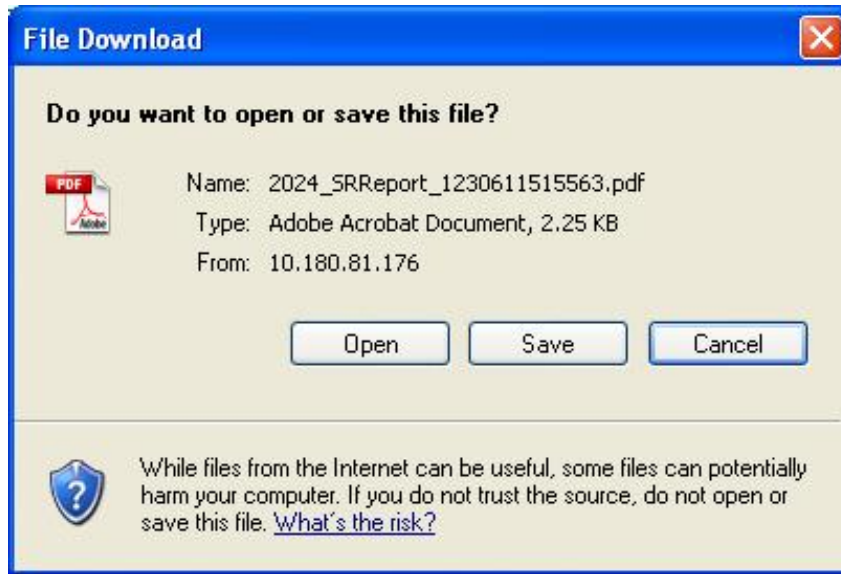 File Download
Do you want to open or save this file?
PDF
Adobe
Name: 2024_SRReport_1230611515563.pdf
Type: Adobe Acrobat Document, 2.25 KB
From: 10.180.81.176
Open Save Cancel
While files from the Internet can be useful, some files can potentially
harm your computer. If you do not trust the source, do not open or
save this file. What's the risk?